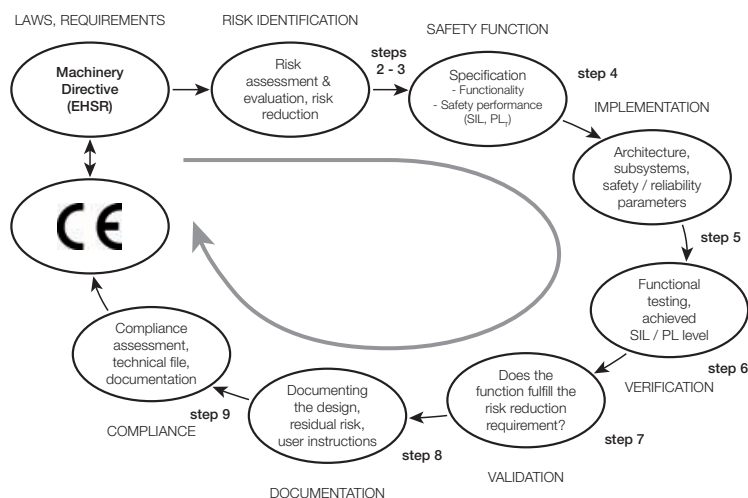 LAWS, REQUIREMENTS
Machinery
Directive
(EHSR)
RISK IDENTIFICATION
Risk
assessment &
evaluation, risk
reduction
steps
2 - 3
SAFETY FUNCTION
Specification
- Functionality
- Safety performance
(SIL, PLr)
step 4
IMPLEMENTATION
Architecture,
subsystems,
safety / reliability
parameters
step 5
Functional
testing,
achieved
SIL / PL level
step 6
VERIFICATION
Does the
function fulfill the
risk reduction
requirement?
step 7
VALIDATION
Documenting
the design,
residual risk,
user instructions
step 8
DOCUMENTATION
Compliance
assessment,
technical file,
documentation
step 9
COMPLIANCE
CE